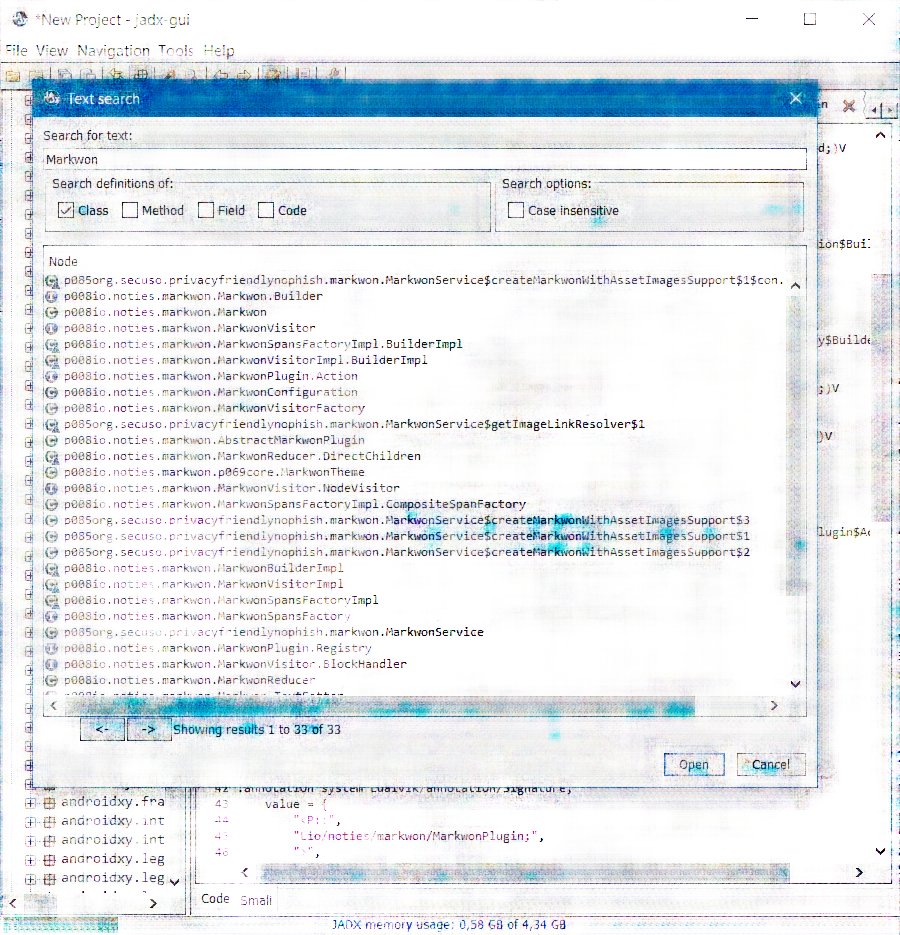 *New Project - jadx-gui
File View Navigation Tools Help
Text search
Search for text:
Markwon
Search definitions of:
Search options:
Class Method Field Code
Case insensitive
Node
p085org.secuso.privacyfriendlynophish.markwon.MarkwonService$createMarkwonWithAssetImagesSupport$1$con.
p008io.noties.markwon.Markwon.Builder
p008io.noties.markwon.Markwon
p008io.noties.markwon.MarkwonVisitor
p008io.noties.markwon.MarkwonSpansFactoryImpl.BuilderImpl
p008io.noties.markwon.MarkwonVisitorImpl.BuilderImpl
p008io.noties.markwon.MarkwonPlugin.Action
p008io.noties.markwon.MarkwonConfiguration
p008io.noties.markwon.MarkwonVisitorFactory
p085org.secuso.privacyfriendlynophish.markwon.MarkwonService$getImageLinkResolver$1
p008io.noties.markwon.AbstractMarkwonPlugin
p008io.noties.markwon.MarkwonReducer.DirectChildren
p008io.noties.markwon.p069core.MarkwonTheme
p008io.noties.markwon.MarkwonVisitor.NodeVisitor
p008io.noties.markwon.MarkwonSpansFactoryImpl.CompositeSpanFactory
p085org.secuso.privacyfriendlynophish.markwon.MarkwonService$createMarkwonWithAssetImagesSupport$3
p085org.secuso.privacyfriendlynophish.markwon.MarkwonService$createMarkwonWithAssetImagesSupport$1
p085org.secuso.privacyfriendlynophish.markwon.MarkwonService$createMarkwonWithAssetImagesSupport$2
p008io.noties.markwon.MarkwonBuilderImpl
p008io.noties.markwon.MarkwonVisitorImpl
p008io.noties.markwon.MarkwonSpansFactoryImpl
p008io.noties.markwon.MarkwonSpansFactory
p085org.secuso.privacyfriendlynophish.markwon.MarkwonService
p008io.noties.markwon.MarkwonPlugin.Registry
p008io.noties.markwon.MarkwonVisitor.BlockHandler
p008io.noties.markwon.MarkwonReducer
<- -> Showing results 1 to 33 of 33
Open Cancel
d;)V
ion$Buil
y$Builde
;)V
)V
lugin$Ac
androidxy.fra
androidxy.int
androidxy.int
androidxy.leg
androidxy.leg
42 .annotation system Ldalvik/annotation/Signature;
43 value = {
44
"Lio/noties/markwon/MarkwonPlugin;",
46
Code Smali
JADX memory usage: 0,58 GB of 4,34 GB